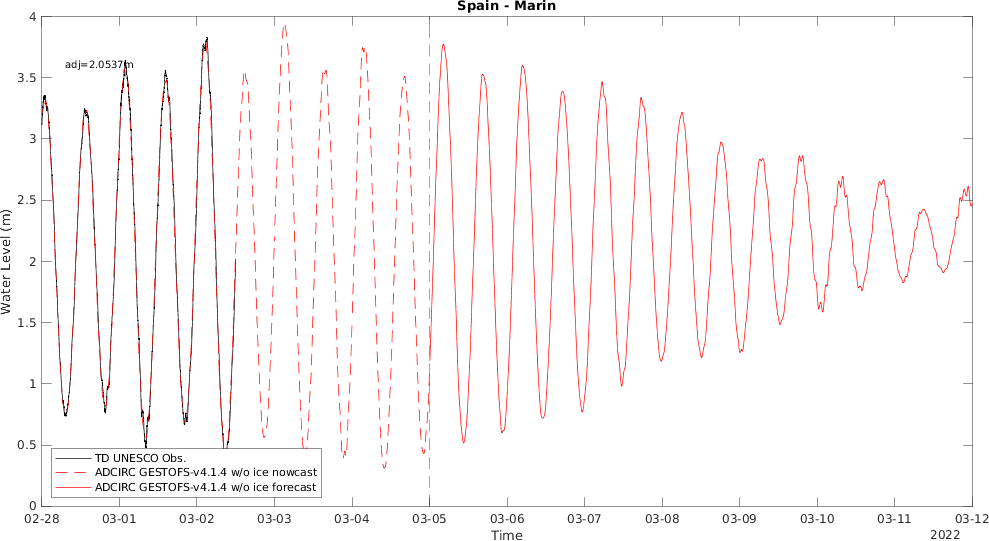 Spain - Marin
adj=2.0537m
4
3.5
3
2.5
2
1.5
1
0.5
0
Water Level (m)
TD UNESCO Obs.
ADCIRC GESTOFS-v4.1.4 w/o ice nowcast
ADCIRC GESTOFS-v4.1.4 w/o ice forecast
02-28 03-01 03-02 03-03 03-04 03-05 03-06 03-07 03-08 03-09 03-10 03-11 03-12
Time
2022